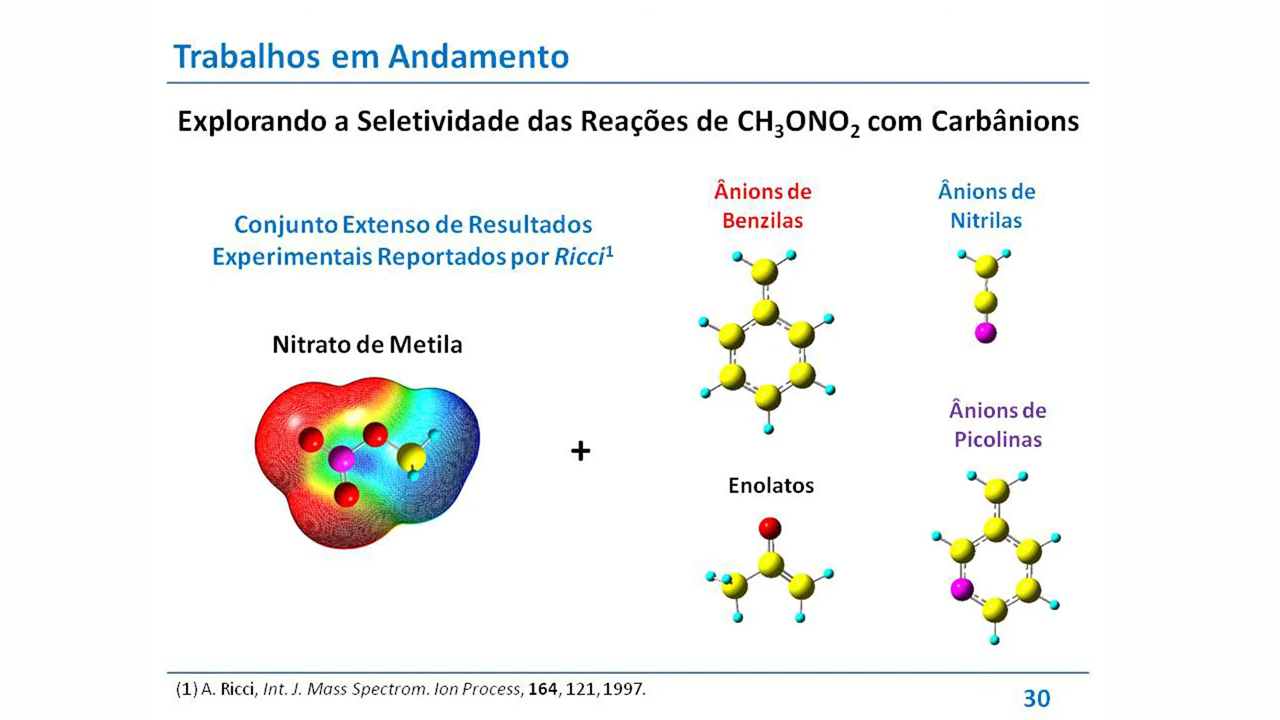 Trabalhos em Andamento
Explorando a Seletividade das Reações de CH₃ONO₂ com Carbânions
Conjunto Extenso de Resultados
Experimentais Reportados por Ricci¹
Nitrato de Metila
+
Ânions de
Benzilas
Ânions de
Nitrilas
Enolatos
Ânions de
Picolinas
(1) A. Ricci, Int. J. Mass Spectrom. Ion Process, 164, 121, 1997.
30